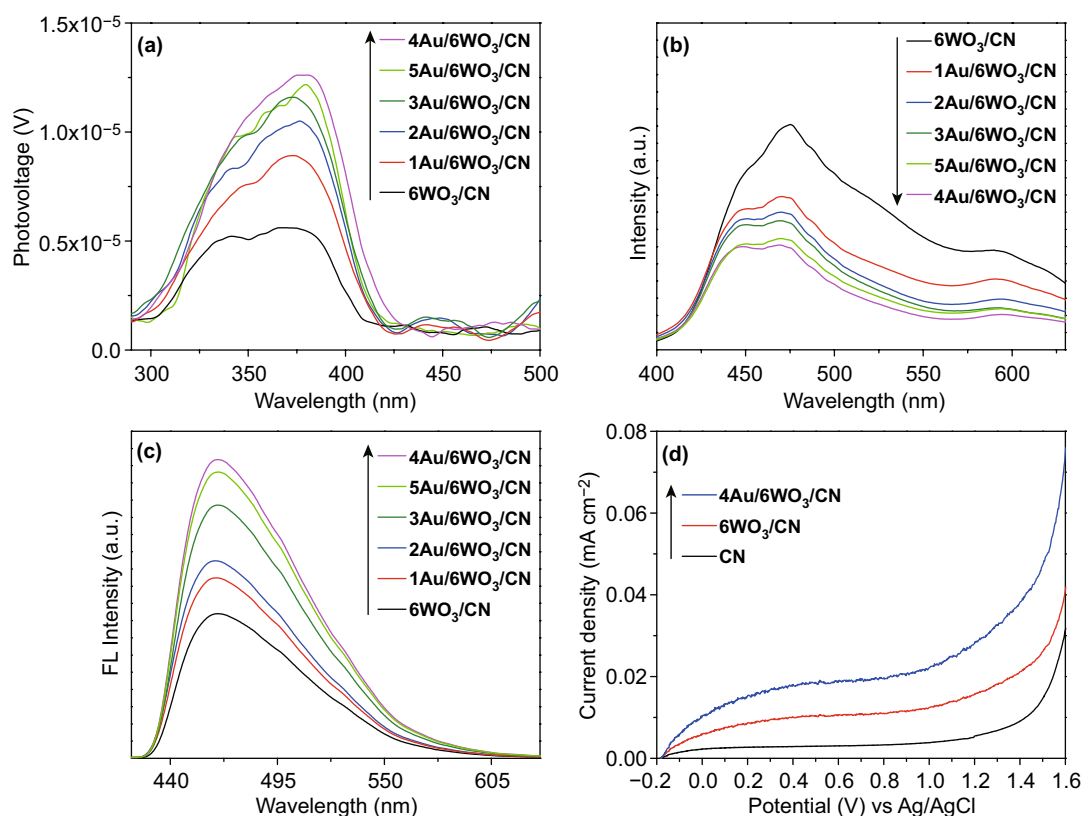 (a)
1.5x10⁻⁵
1.0x10⁻⁵
0.5x10⁻⁵
0.0
Photovoltage (V)
4Au/6WO₃/CN
5Au/6WO₃/CN
3Au/6WO₃/CN
2Au/6WO₃/CN
1Au/6WO₃/CN
6WO₃/CN
300 350 400 450 500
Wavelength (nm)
(b)
Intensity (a.u.)
6WO₃/CN
1Au/6WO₃/CN
2Au/6WO₃/CN
3Au/6WO₃/CN
5Au/6WO₃/CN
4Au/6WO₃/CN
400 450 500 550 600
Wavelength (nm)
(c)
FL Intensity (a.u.)
4Au/6WO₃/CN
5Au/6WO₃/CN
3Au/6WO₃/CN
2Au/6WO₃/CN
1Au/6WO₃/CN
6WO₃/CN
440 495 550 605
Wavelength (nm)
(d)
0.08
0.06
0.04
0.02
0.00
Current density (mA cm⁻²)
4Au/6WO₃/CN
6WO₃/CN
CN
−0.2 0.0 0.2 0.4 0.6 0.8 1.0 1.2 1.4 1.6
Potential (V) vs Ag/AgCl